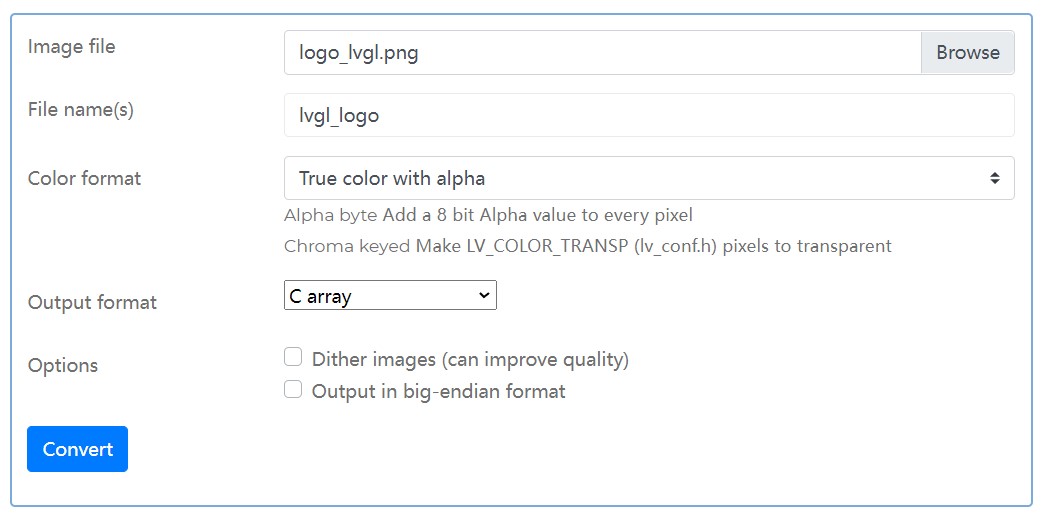 Image file logo_lvgl.png Browse
File name(s) lvgl_logo
Color format True color with alpha
Alpha byte Add a 8 bit Alpha value to every pixel
Chroma keyed Make LV_COLOR_TRANSP (lv_conf.h) pixels to transparent
Output format C array
Options Dither images (can improve quality)
Output in big-endian format
Convert